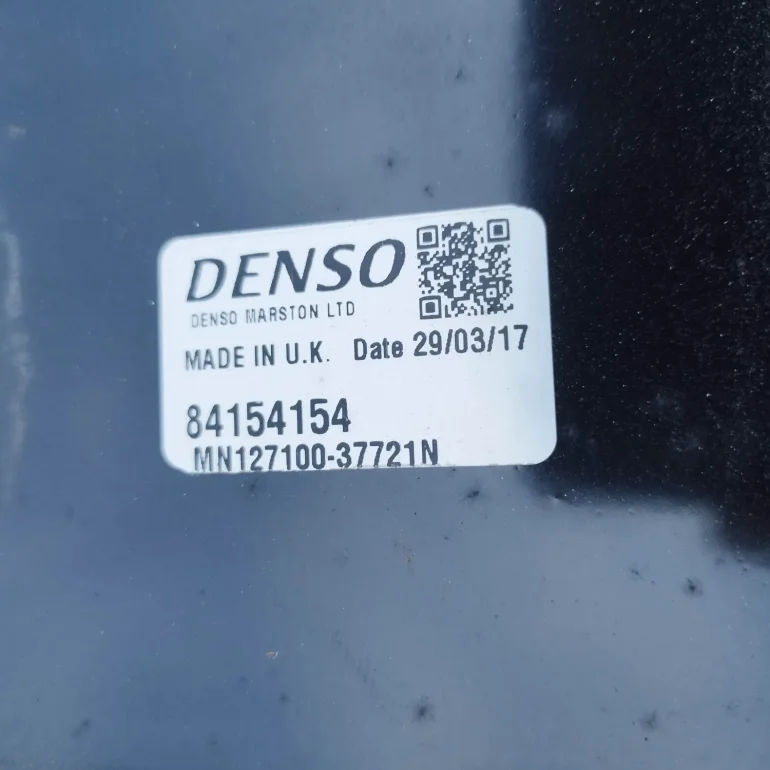 DENSO
DENSO MARSTON LTD
MADE IN U.K. Date 29/03/17
84154154
MN127100-37721N